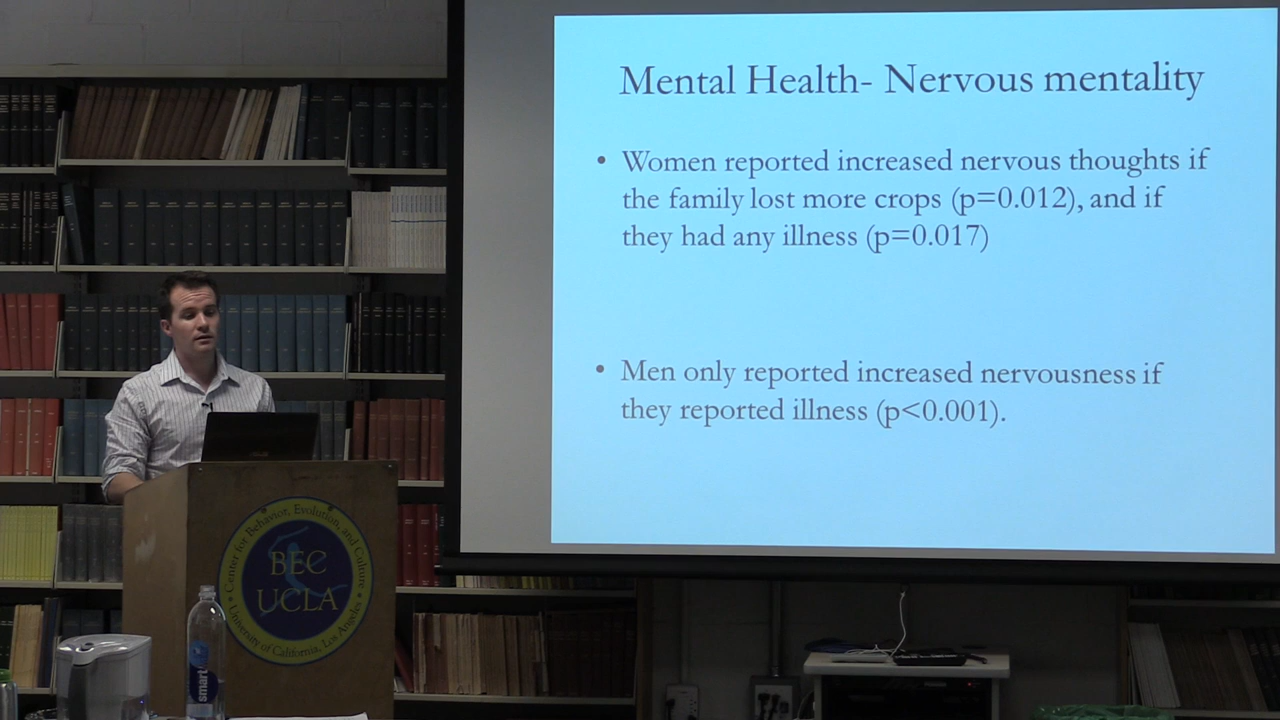 Mental Health- Nervous mentality
• Women reported increased nervous thoughts if
the family lost more crops (p=0.012), and if
they had any illness (p=0.017)
• Men only reported increased nervousness if
they reported illness (p<0.001).
Center for Behavior, Evolution, and Culture
BEC
UCLA
University of California, Los Angeles
smart